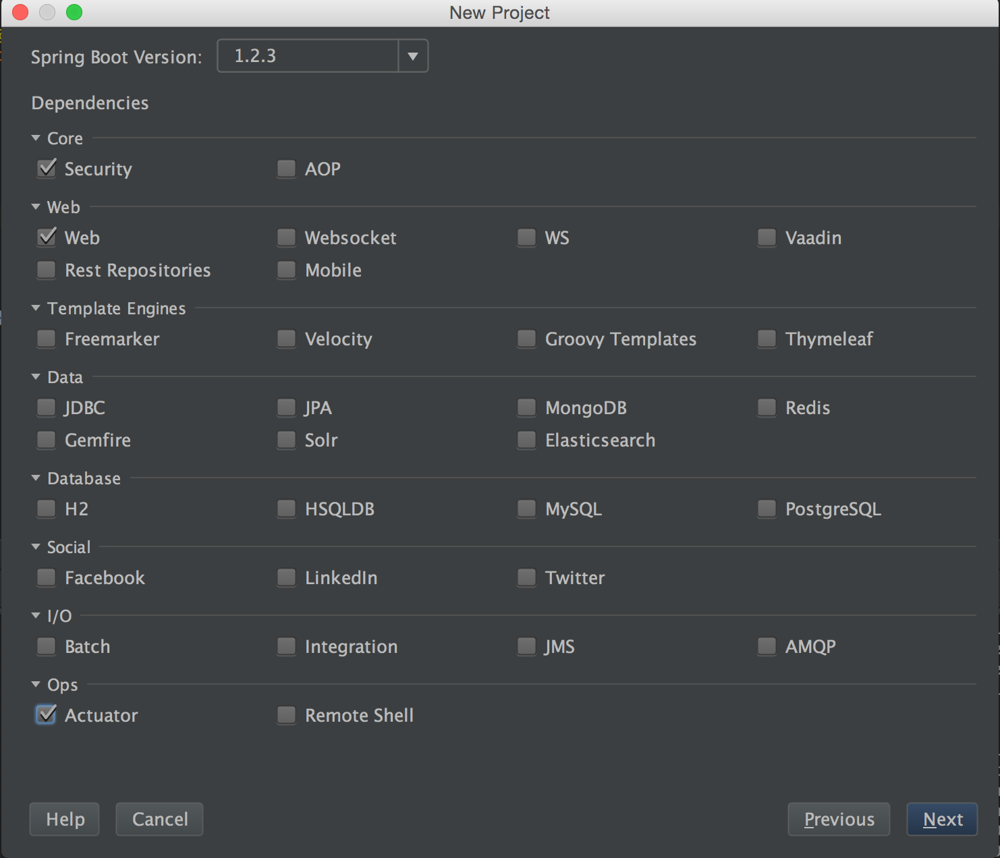 New Project
Spring Boot Version: 1.2.3
Dependencies
Core
Security AOP
Web
Web Websocket WS Vaadin
Rest Repositories Mobile
Template Engines
Freemarker Velocity Groovy Templates Thymeleaf
Data
JDBC JPA MongoDB Redis
Gemfire Solr Elasticsearch
Database
H2 HSQLDB MySQL PostgreSQL
Social
Facebook LinkedIn Twitter
I/O
Batch Integration JMS AMQP
Ops
Actuator Remote Shell
Help Cancel Previous Next